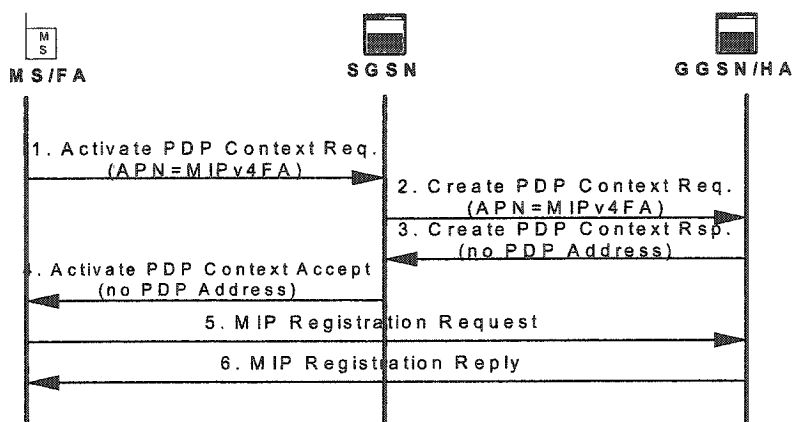 M
S
MS/FA
SGSN
GGSN/HA
1. Activate PDP Context Req.
(APN=MIPv4FA)
2. Create PDP Context Req.
(APN=MIPv4FA)
3. Create PDP Context Rsp.
(no PDP Address)
4. Activate PDP Context Accept
(no PDP Address)
5. MIP Registration Request
6. MIP Registration Reply